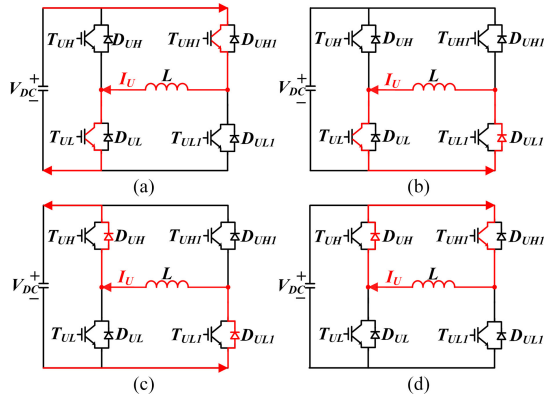 T_UH D_UH T_UH1 D_UH1
V_DC + − I_U L
T_UL D_UL T_UL1 D_UL1
(a)
T_UH D_UH T_UH1 D_UH1
V_DC + − I_U L
T_UL D_UL T_UL1 D_UL1
(b)
T_UH D_UH T_UH1 D_UH1
V_DC + − I_U L
T_UL D_UL T_UL1 D_UL1
(c)
T_UH D_UH T_UH1 D_UH1
V_DC + − I_U L
T_UL D_UL T_UL1 D_UL1
(d)